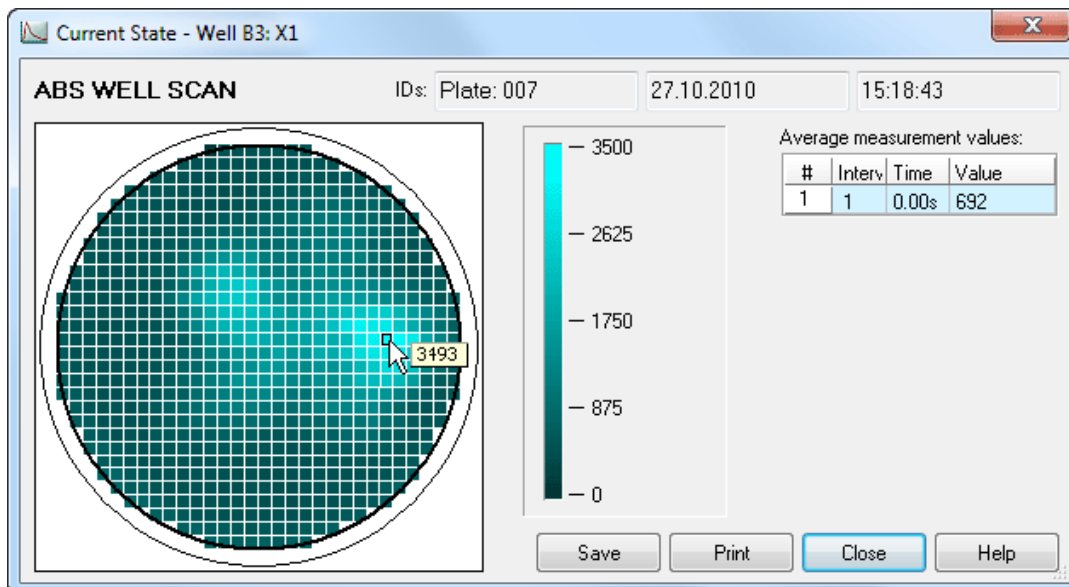 Current State - Well B3: X1
ABS WELL SCAN IDs: Plate: 007 27.10.2010 15:18:43
Average measurement values:
# Interv Time Value
1 1 0.00s 692
3500
2625
1750
875
0
3493
Save Print Close Help